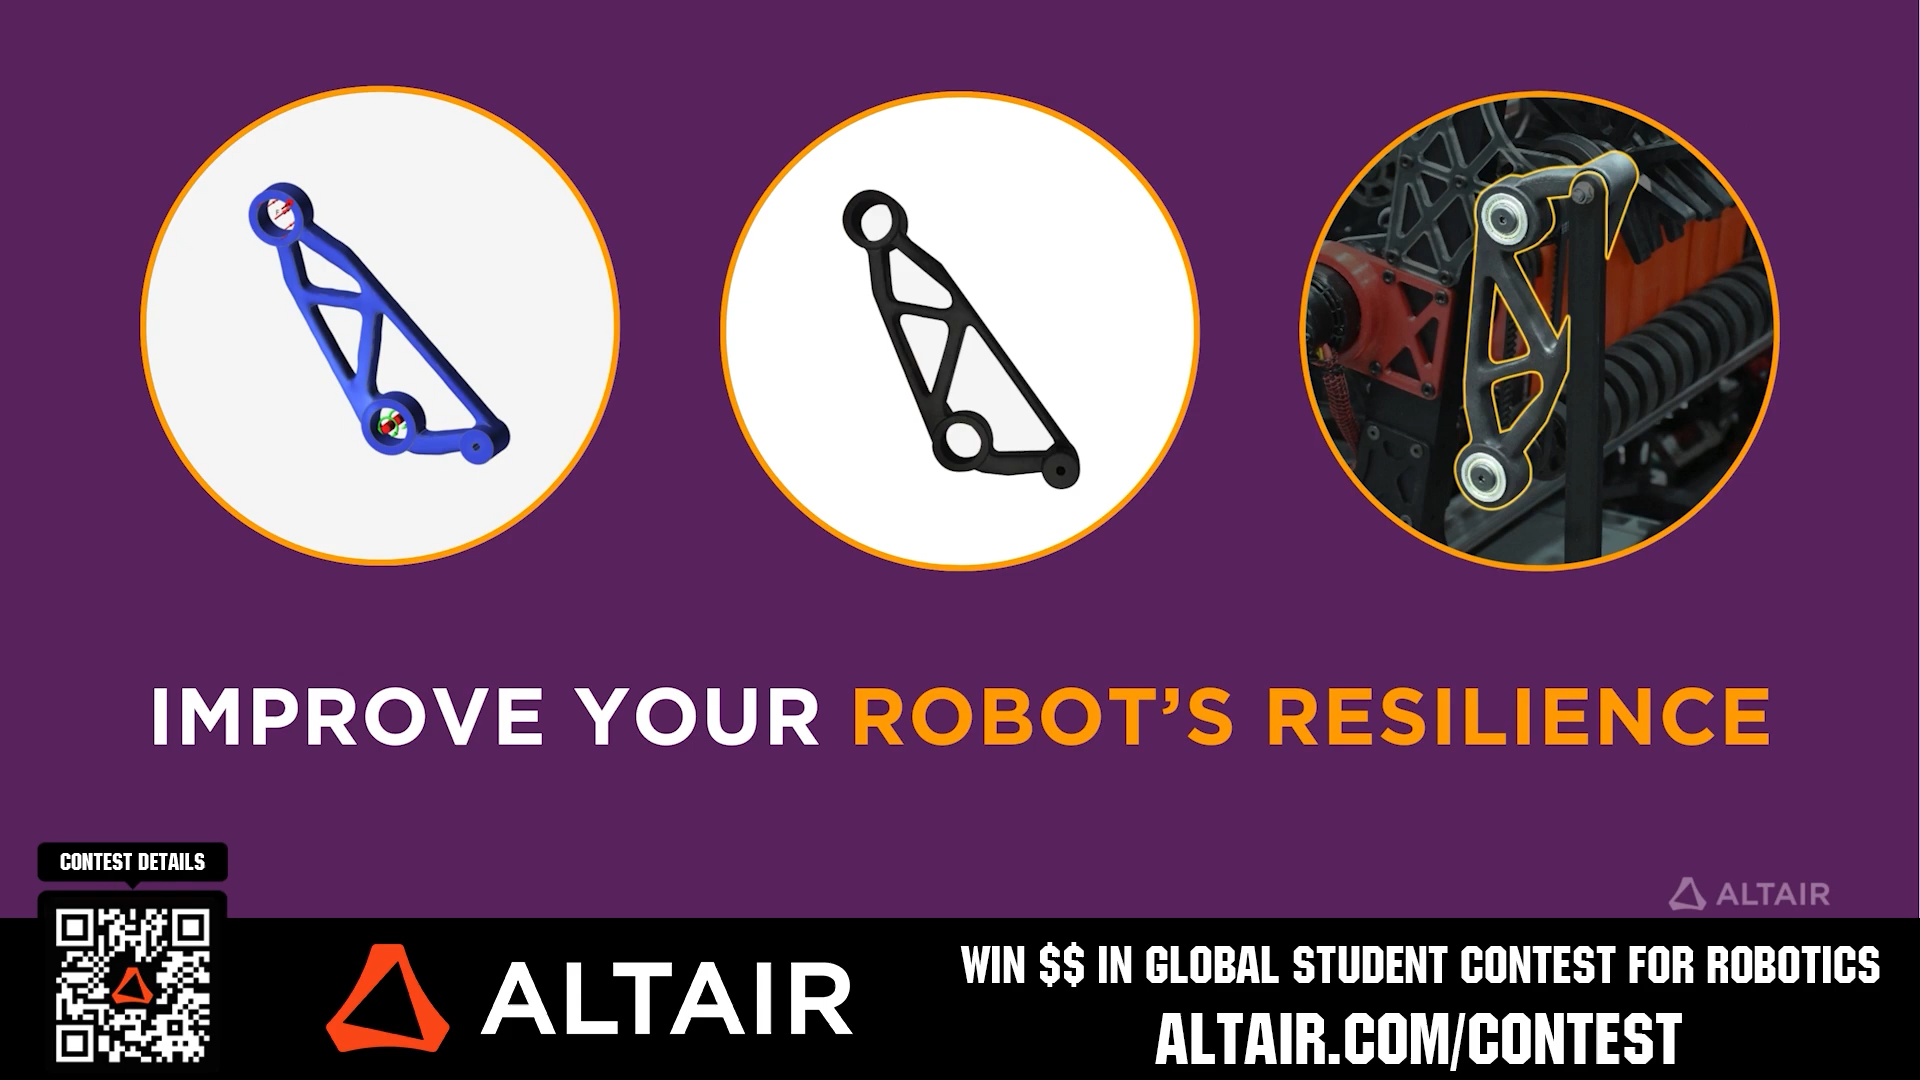 IMPROVE YOUR ROBOT'S RESILIENCE
CONTEST DETAILS
ALTAIR
ALTAIR
WIN $$ IN GLOBAL STUDENT CONTEST FOR ROBOTICS
ALTAIR.COM/CONTEST